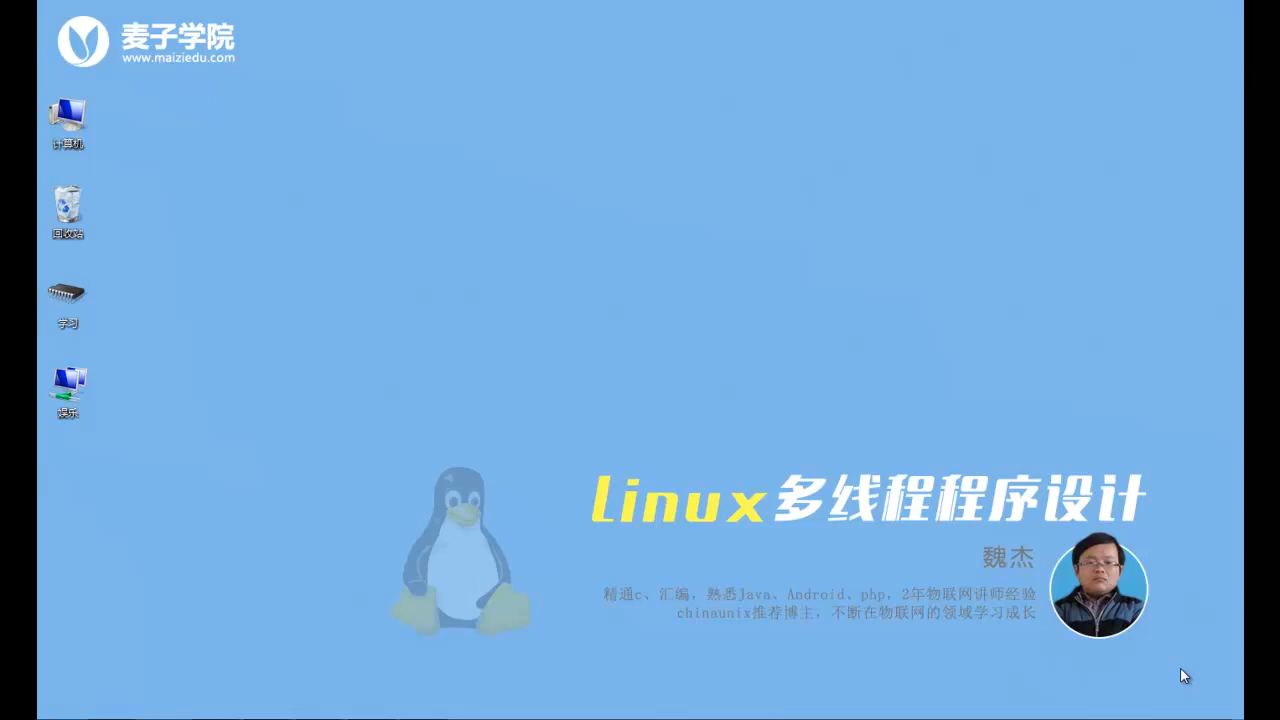 麦子学院
www.maiziedu.com
计算机
回收站
学习
娱乐
Linux多线程程序设计
魏杰
精通c、汇编，熟悉Java、Android、php，2年物联网讲师经验
chinaunix推荐博主，不断在物联网的领域学习成长